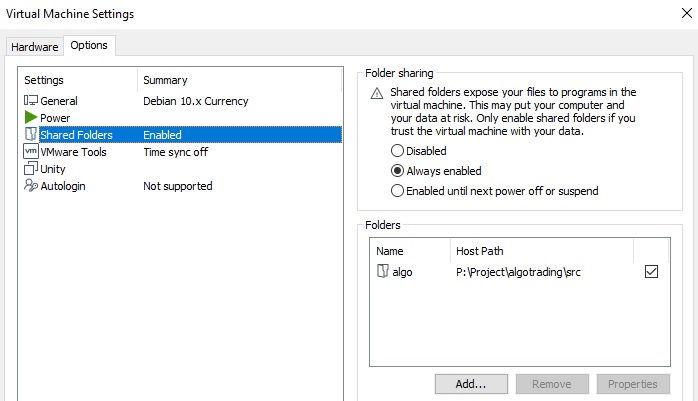 Virtual Machine Settings
Hardware Options
Settings Summary
General Debian 10.x Currency
Power
Shared Folders Enabled
vm VMware Tools Time sync off
Unity
Autologin Not supported
Folder sharing
Shared folders expose your files to programs in the
virtual machine. This may put your computer and
your data at risk. Only enable shared folders if you
trust the virtual machine with your data.
Disabled
Always enabled
Enabled until next power off or suspend
Folders
Name Host Path
algo P:\Project\algotrading\src
Add... Remove Properties